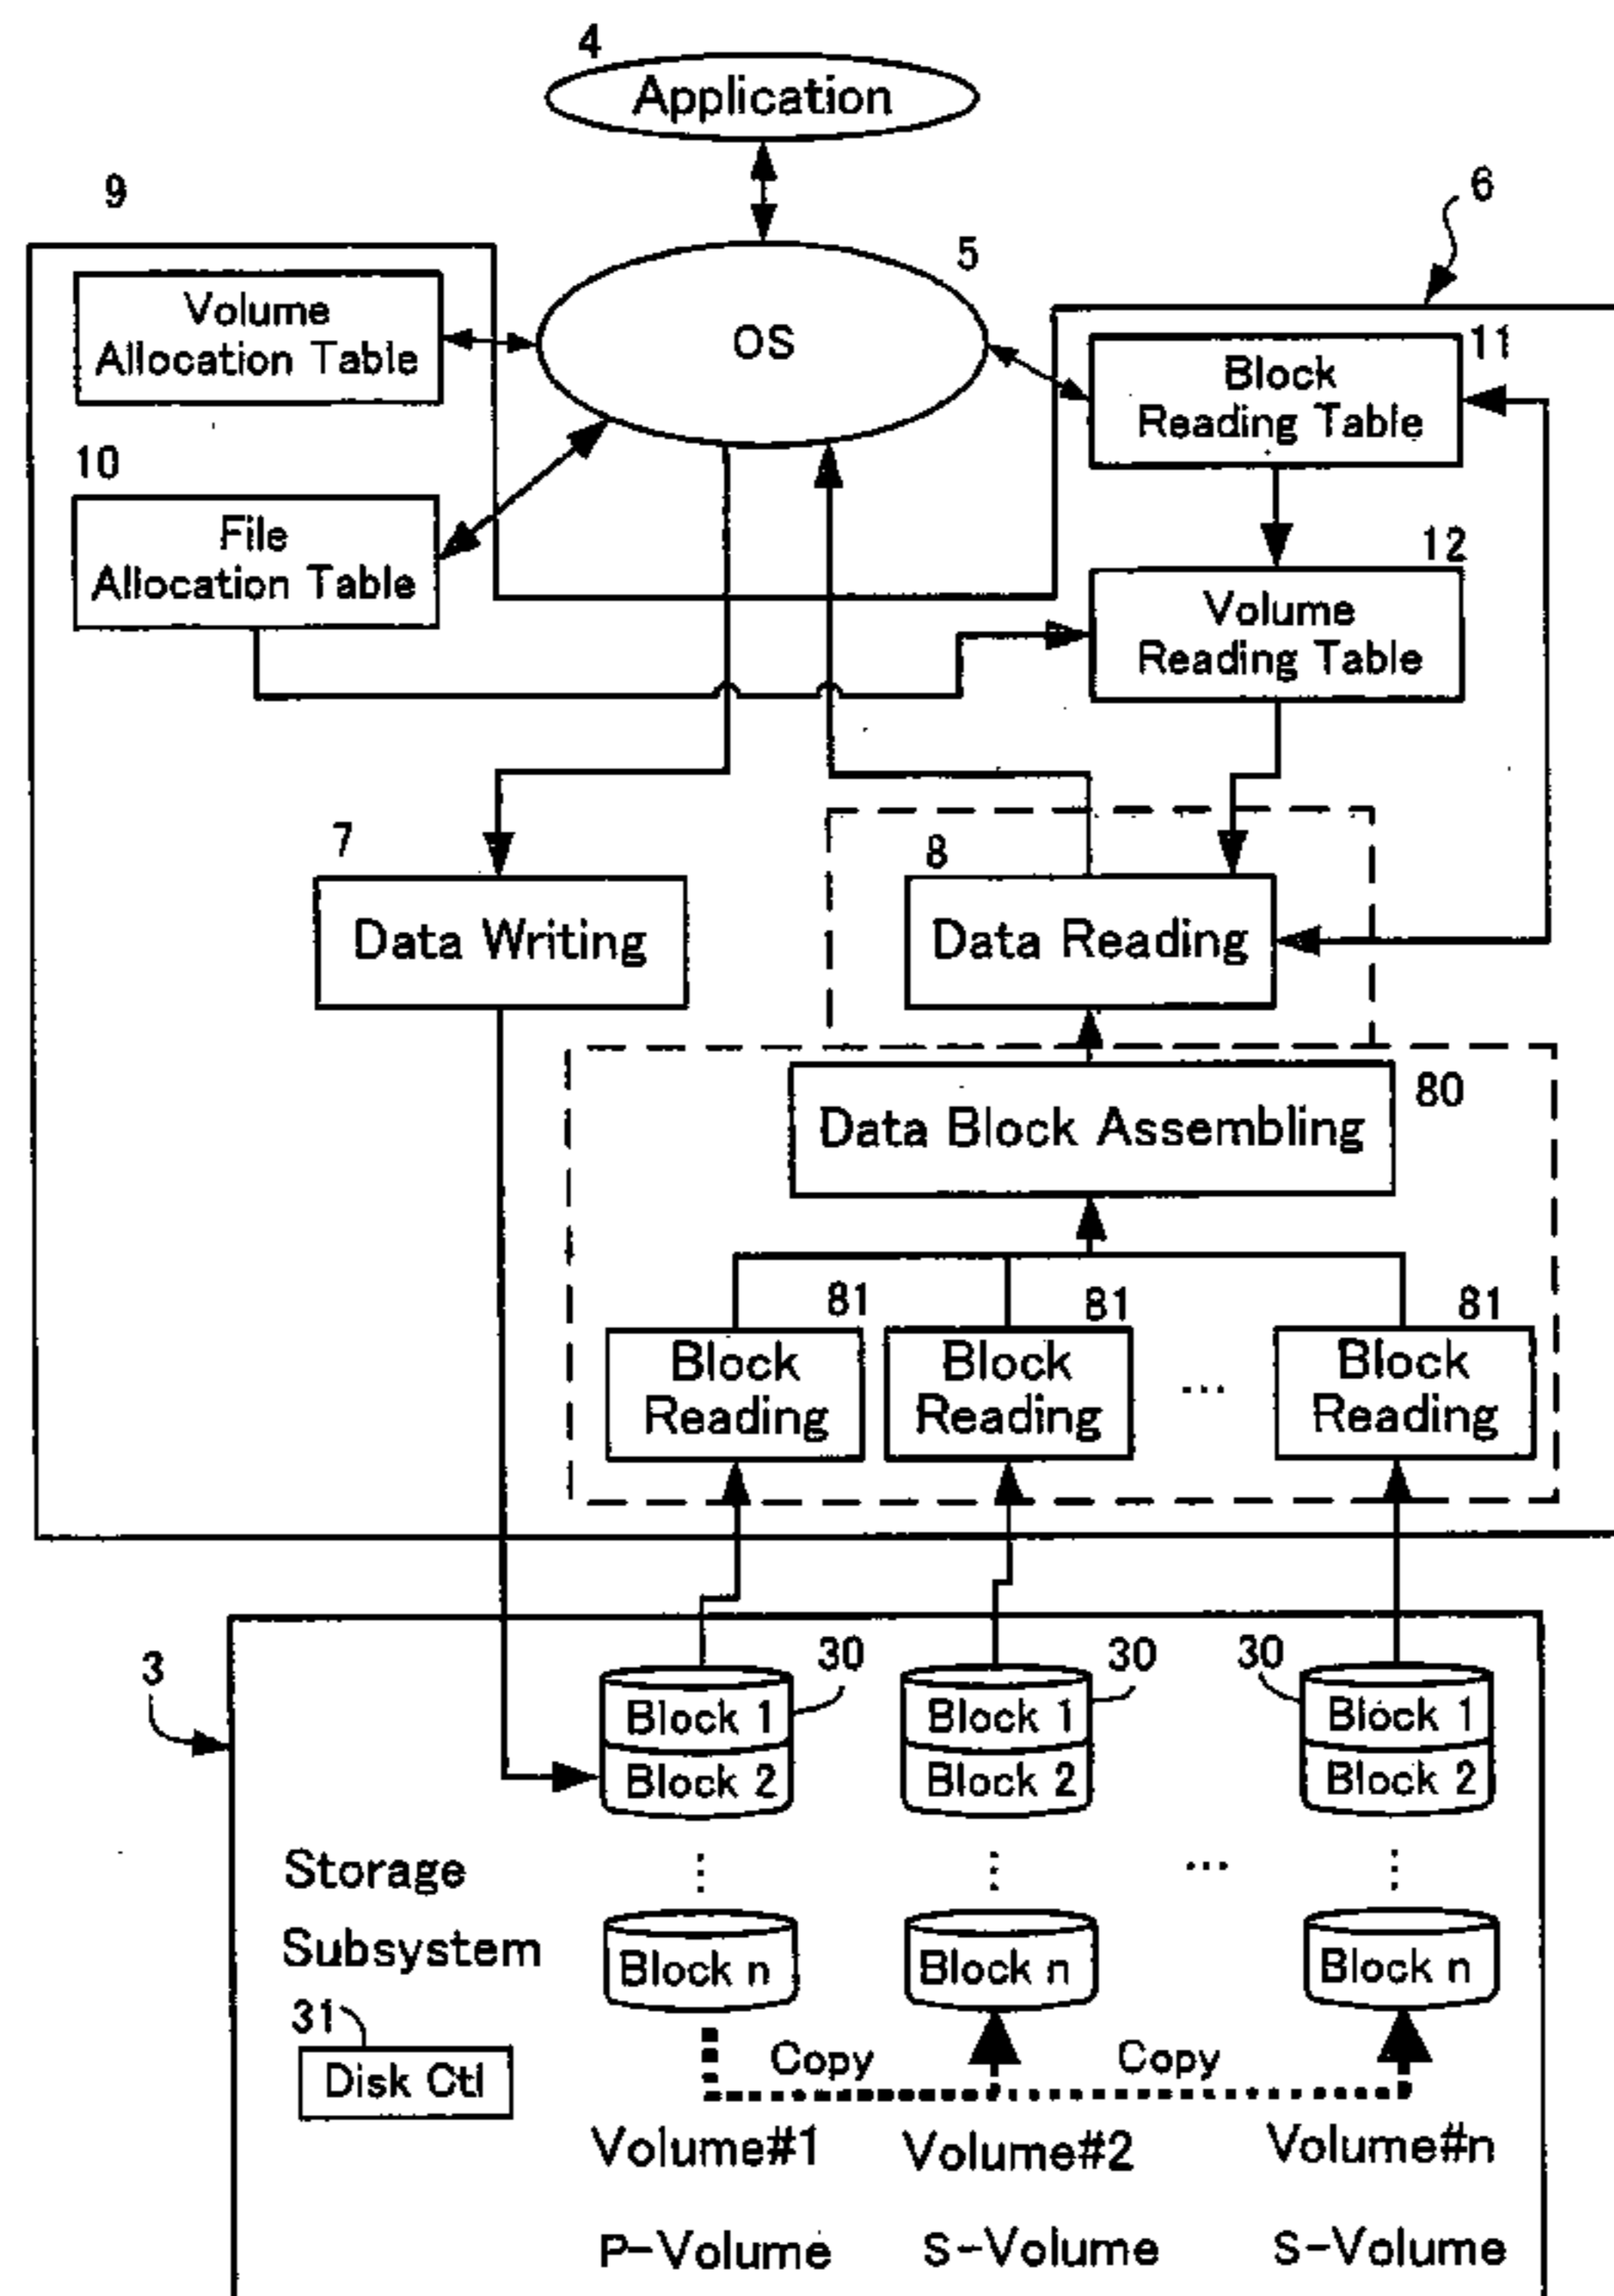 4
Application
9
6
5
Volume
Allocation Table
OS
11
Block
Reading Table
10
File
Allocation Table
12
Volume
Reading Table
7
8
Data Writing
Data Reading
80
Data Block Assembling
81
81
81
Block
Reading
Block
Reading
...
Block
Reading
3
30
30
30
Block 1
Block 1
Block 1
Block 2
Block 2
Block 2
Storage
Subsystem
...
Block n
Block n
Block n
31
Disk Ctl
Copy
Copy
Volume#1
Volume#2
Volume#n
P-Volume
S-Volume
S-Volume